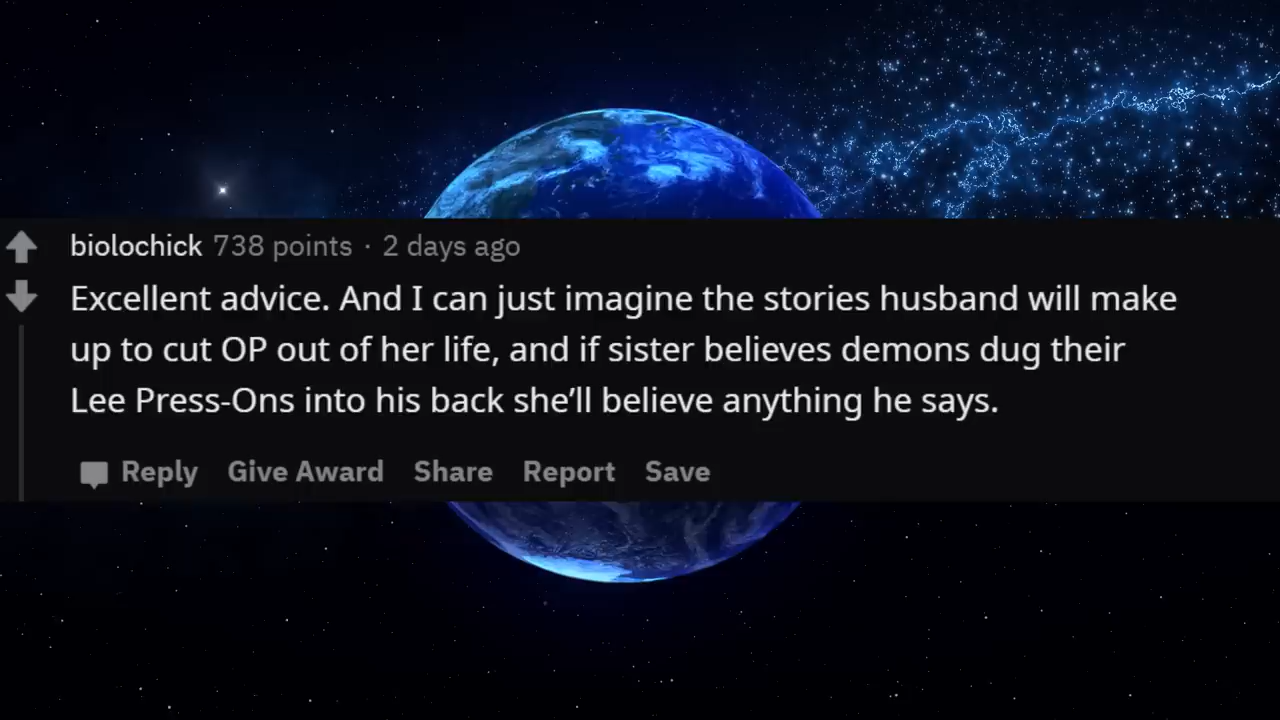 biolochick 738 points · 2 days ago
Excellent advice. And I can just imagine the stories husband will make
up to cut OP out of her life, and if sister believes demons dug their
Lee Press-Ons into his back she’ll believe anything he says.
Reply Give Award Share Report Save